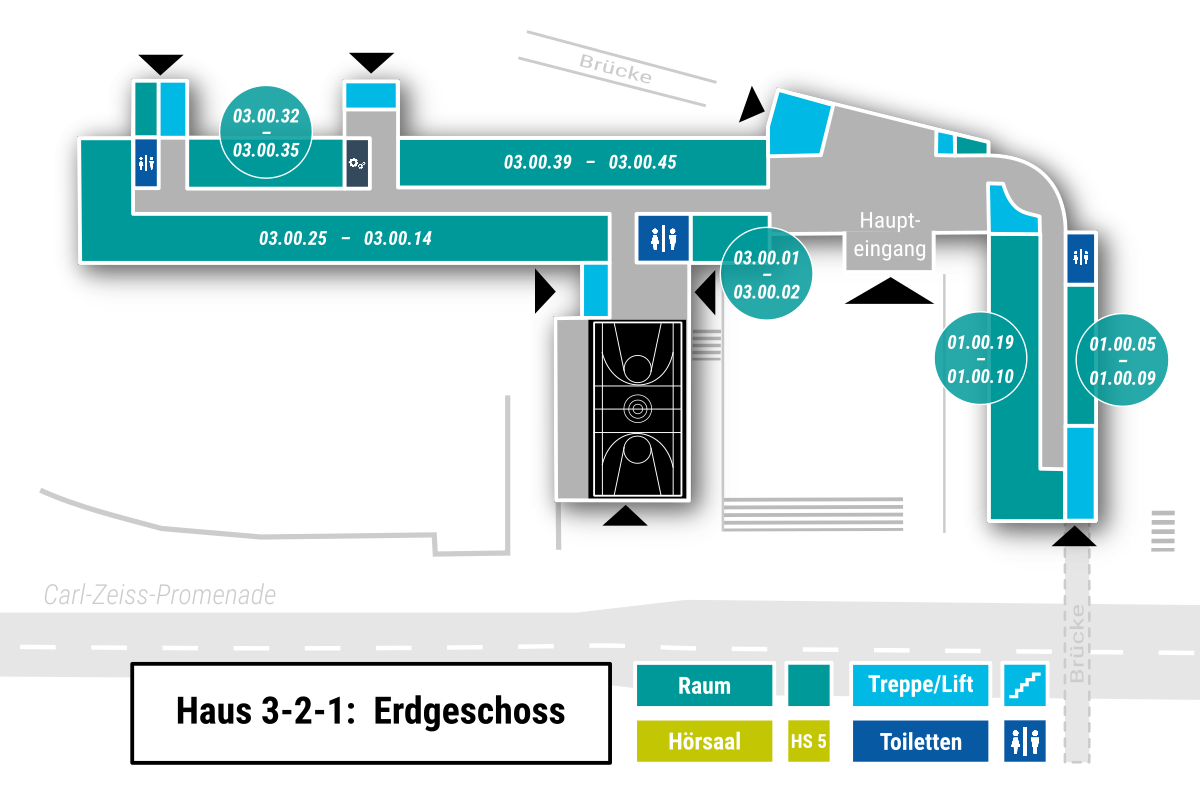 Brücke
03.00.32
–
03.00.35
03.00.39 – 03.00.45
03.00.25 – 03.00.14
Haupt-
eingang
03.00.01
–
03.00.02
01.00.19
–
01.00.10
01.00.05
–
01.00.09
Carl-Zeiss-Promenade
Brücke
Haus 3-2-1: Erdgeschoss
Raum
Treppe/Lift
Hörsaal
HS 5
Toiletten